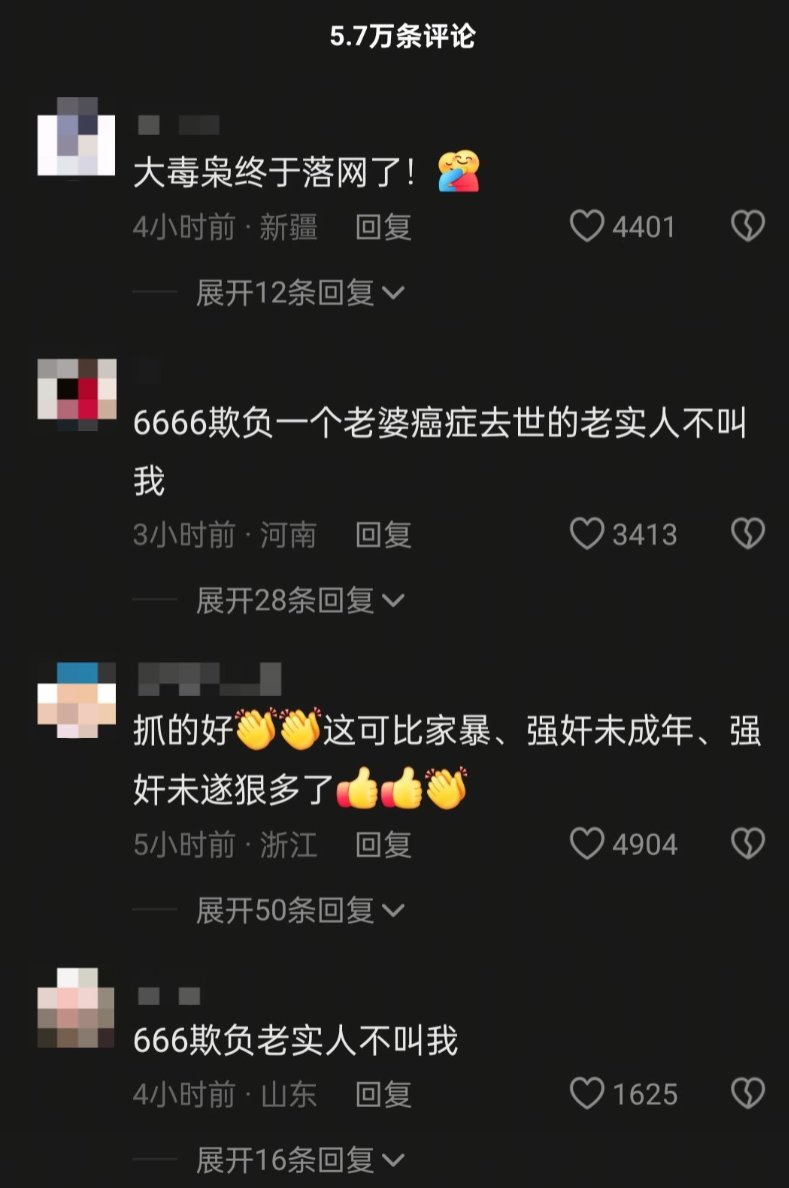 5.7万条评论
大毒枭终于落网了！
4小时前 · 新疆 回复 4401
展开12条回复
6666欺负一个老婆癌症去世的老实人不叫
我
3小时前 · 河南 回复 3413
展开28条回复
抓的好👏👏这可比家暴、强奸未成年、强
奸未遂狠多了👍👍👏
5小时前 · 浙江 回复 4904
展开50条回复
666欺负老实人不叫我
4小时前 · 山东 回复 1625
展开16条回复